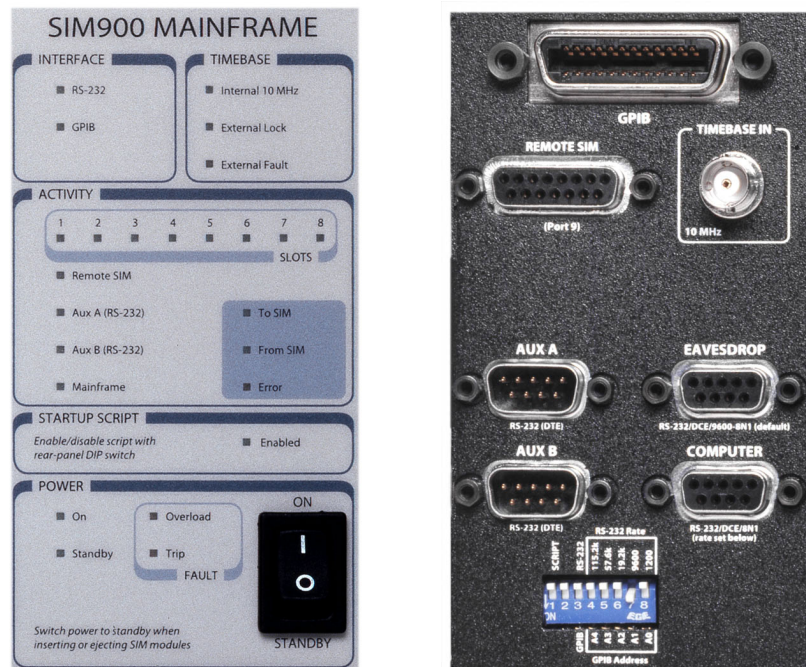 SIM900 MAINFRAME
INTERFACE
RS-232
GPIB
TIMEBASE
Internal 10 MHz
External Lock
External Fault
ACTIVITY
1 2 3 4 5 6 7 8
SLOTS
Remote SIM
Aux A (RS-232)
Aux B (RS-232)
Mainframe
To SIM
From SIM
Error
STARTUP SCRIPT
Enable/disable script with
rear-panel DIP switch
Enabled
POWER
On
Standby
Overload
Trip
FAULT
ON
STANDBY
Switch power to standby when
inserting or ejecting SIM modules
GPIB
REMOTE SIM
(Port 9)
TIMEBASE IN
10 MHz
AUX A
RS-232 (DTE)
EAVESDROP
RS-232/DCE/9600-8N1 (default)
AUX B
RS-232 (DTE)
COMPUTER
RS-232/DCE/8N1
(rate set below)
RS-232 Rate
SCRIPT RS-232 115.2k 57.6k 19.2k 9600 1200
1 2 3 4 5 6 7 8
ON
GPIB A4 A3 A2 A1 A0
GPIB Address